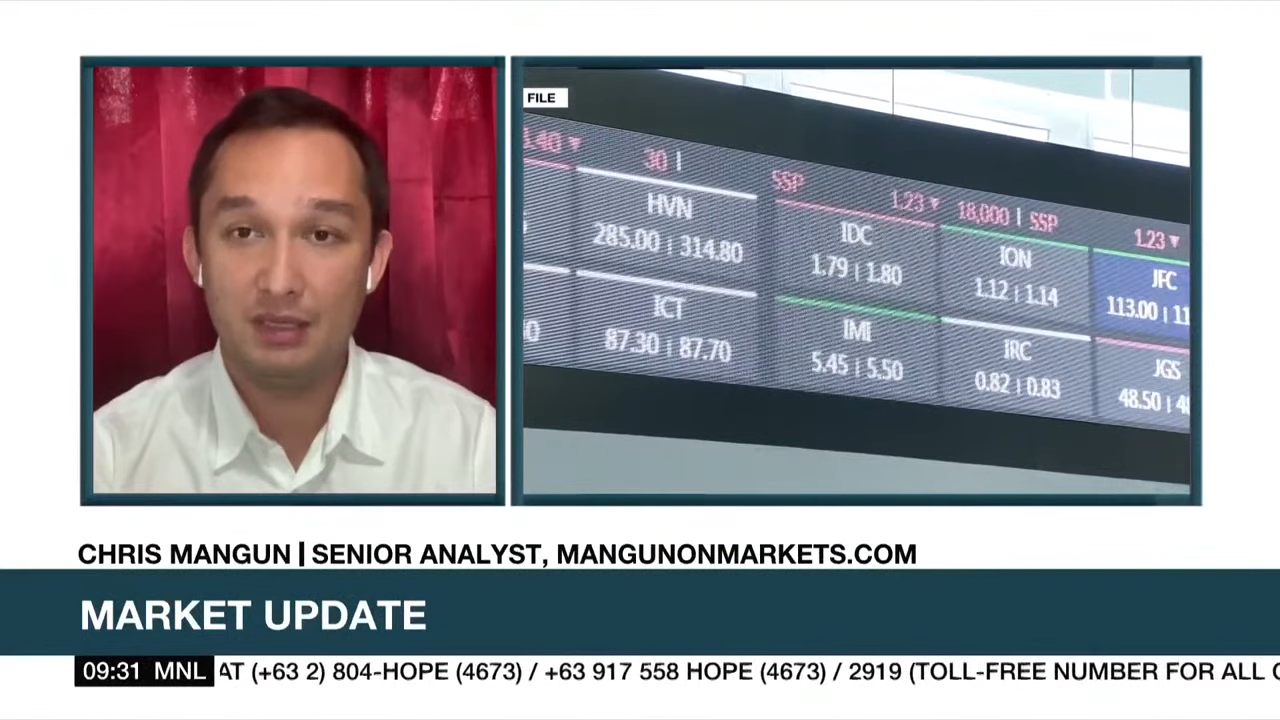 FILE
30 |
SSP 1.23 ▼ 18,000 | SSP 1.23 ▼
HVN
285.00 | 314.80
IDC
1.79 | 1.80
ION
1.12 | 1.14
JFC
113.00 |
ICT
87.30 | 87.70
IMI
5.45 | 5.50
IRC
0.82 | 0.83
JGS
48.50 |
CHRIS MANGUN | SENIOR ANALYST, MANGUNONMARKETS.COM
MARKET UPDATE
09:31 MNL AT (+63 2) 804-HOPE (4673) / +63 917 558 HOPE (4673) / 2919 (TOLL-FREE NUMBER FOR ALL